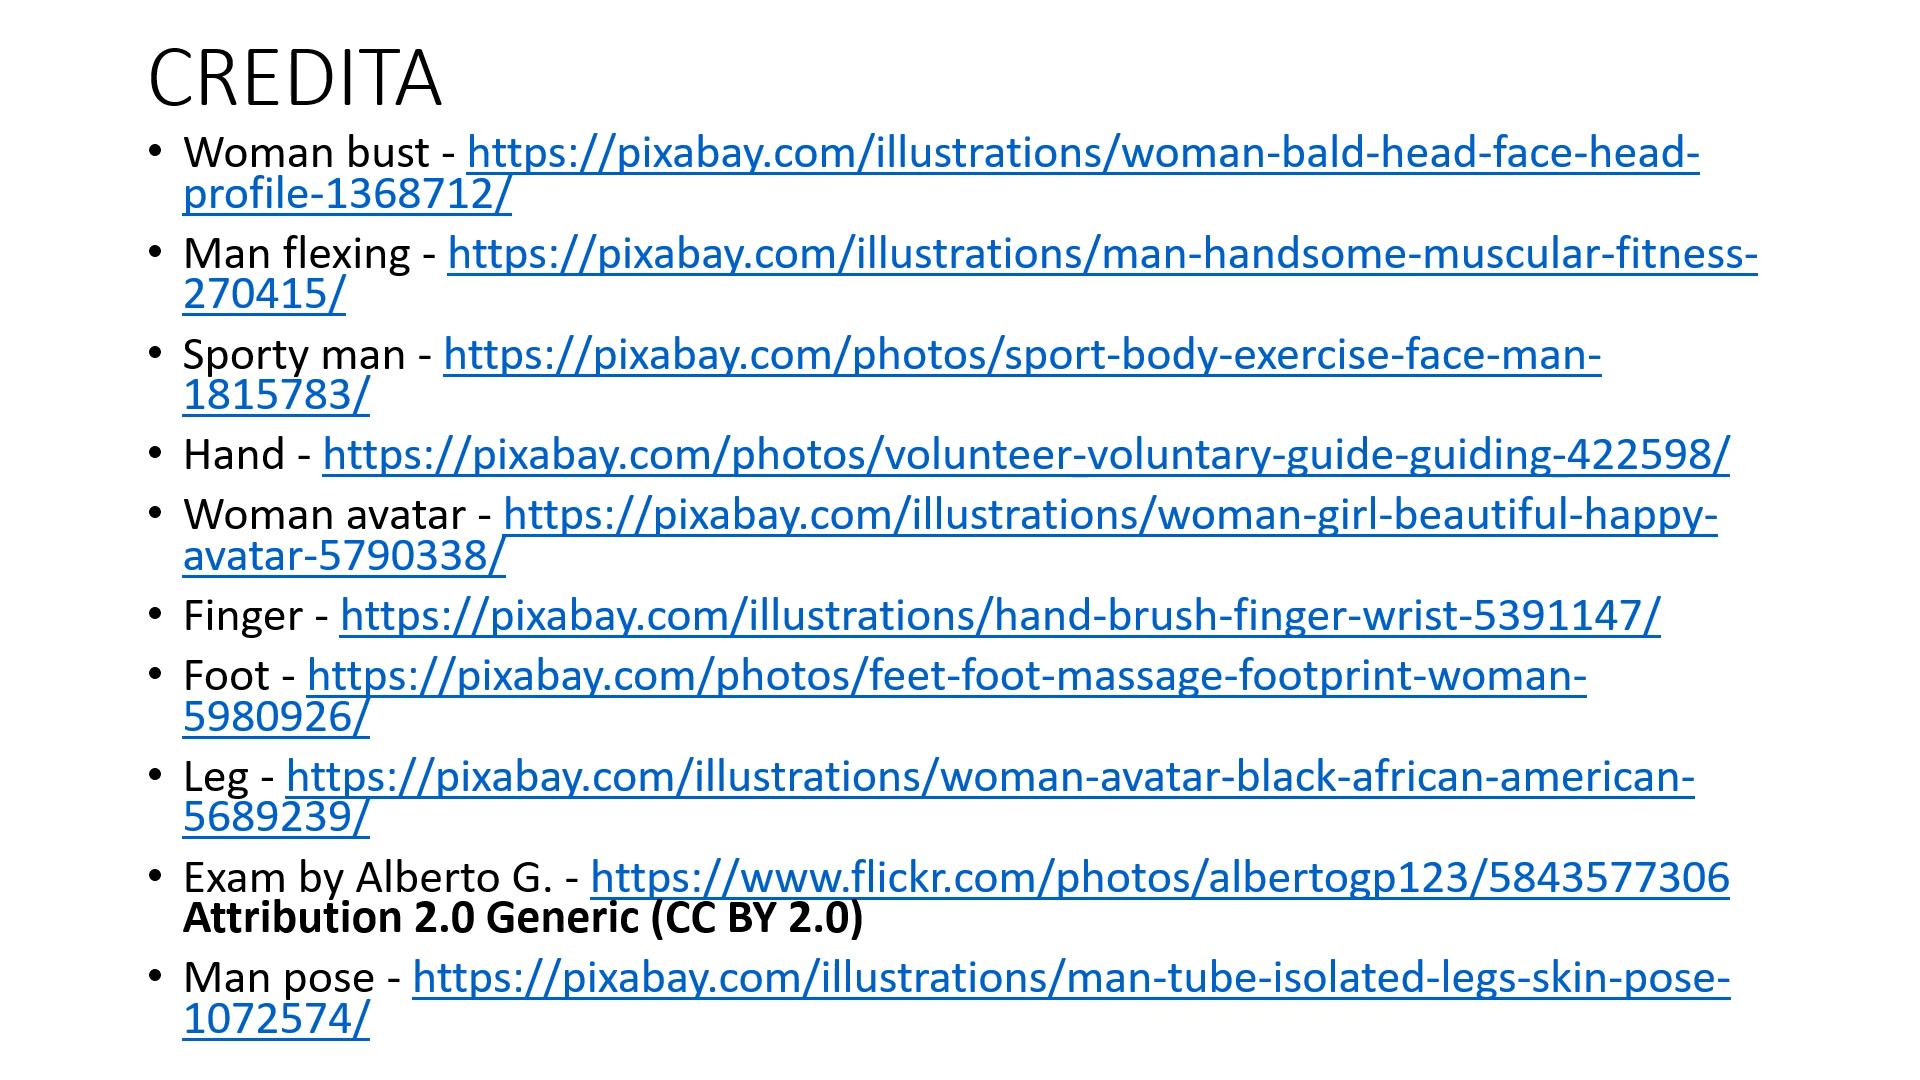 CREDITA
• Woman bust - https://pixabay.com/illustrations/woman-bald-head-face-head-
profile-1368712/
• Man flexing - https://pixabay.com/illustrations/man-handsome-muscular-fitness-
270415/
• Sporty man - https://pixabay.com/photos/sport-body-exercise-face-man-
1815783/
• Hand - https://pixabay.com/photos/volunteer-voluntary-guide-guiding-422598/
• Woman avatar - https://pixabay.com/illustrations/woman-girl-beautiful-happy-
avatar-5790338/
• Finger - https://pixabay.com/illustrations/hand-brush-finger-wrist-5391147/
• Foot - https://pixabay.com/photos/feet-foot-massage-footprint-woman-
5980926/
• Leg - https://pixabay.com/illustrations/woman-avatar-black-african-american-
5689239/
• Exam by Alberto G. - https://www.flickr.com/photos/albertogp123/5843577306
Attribution 2.0 Generic (CC BY 2.0)
• Man pose - https://pixabay.com/illustrations/man-tube-isolated-legs-skin-pose-
1072574/